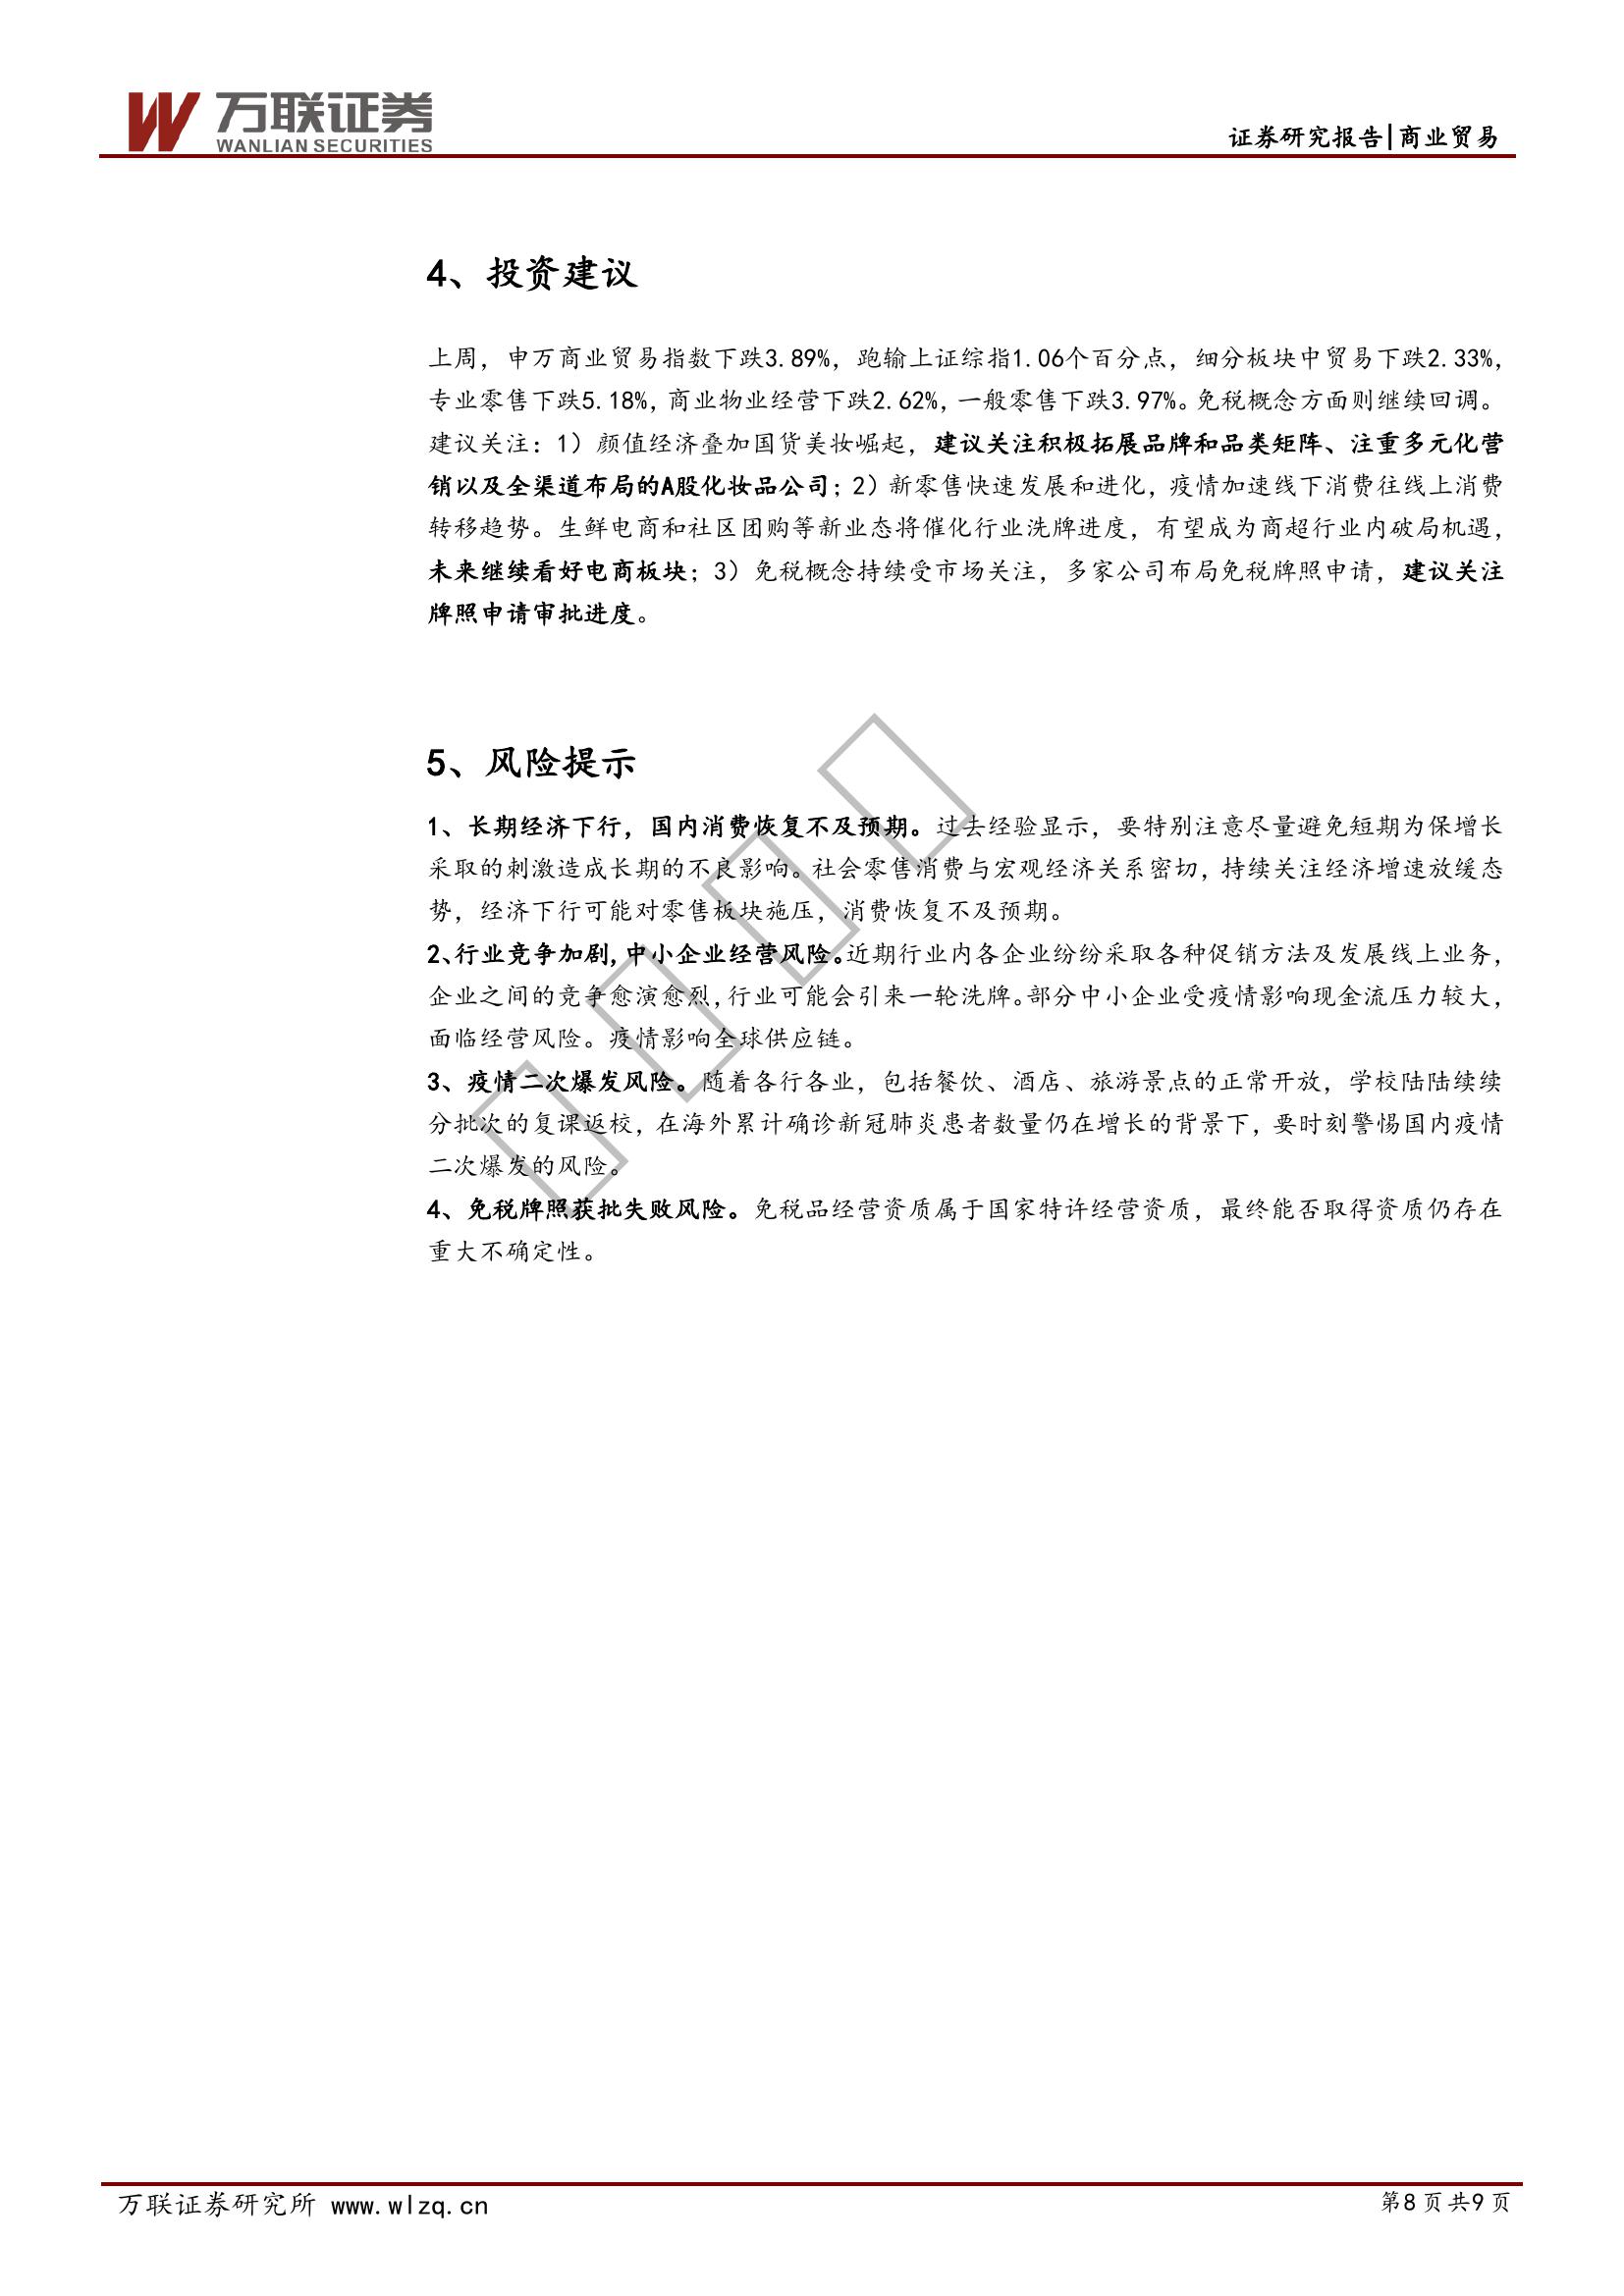 万联证券
WANLIAN SECURITIES
证券研究报告|商业贸易
4、投资建议
上周，申万商业贸易指数下跌3.89%，跑输上证综指1.06个百分点，细分板块中贸易下跌2.33%，
专业零售下跌5.18%，商业物业经营下跌2.62%，一般零售下跌3.97%。免税概念方面则继续回调。
建议关注：1）颜值经济叠加国货美妆崛起，建议关注积极拓展品牌和品类矩阵、注重多元化营
销以及全渠道布局的A股化妆品公司；2）新零售快速发展和进化，疫情加速线下消费往线上消费
转移趋势。生鲜电商和社区团购等新业态将催化行业洗牌进度，有望成为商超行业内破局机遇，
未来继续看好电商板块；3）免税概念持续受市场关注，多家公司布局免税牌照申请，建议关注
牌照申请审批进度。
5、风险提示
1、长期经济下行，国内消费恢复不及预期。过去经验显示，要特别注意尽量避免短期为保增长
采取的刺激造成长期的不良影响。社会零售消费与宏观经济关系密切，持续关注经济增速放缓态
势，经济下行可能对零售板块施压，消费恢复不及预期。
2、行业竞争加剧，中小企业经营风险。近期行业内各企业纷纷采取各种促销方法及发展线上业务，
企业之间的竞争愈演愈烈，行业可能会引来一轮洗牌。部分中小企业受疫情影响现金流压力较大，
面临经营风险。疫情影响全球供应链。
3、疫情二次爆发风险。随着各行各业，包括餐饮、酒店、旅游景点的正常开放，学校陆陆续续
分批次的复课返校，在海外累计确诊新冠肺炎患者数量仍在增长的背景下，要时刻警惕国内疫情
二次爆发的风险。
4、免税牌照获批失败风险。免税品经营资质属于国家特许经营资质，最终能否取得资质仍存在
重大不确定性。
万联证券研究所 www.wlzq.cn
第8页共9页